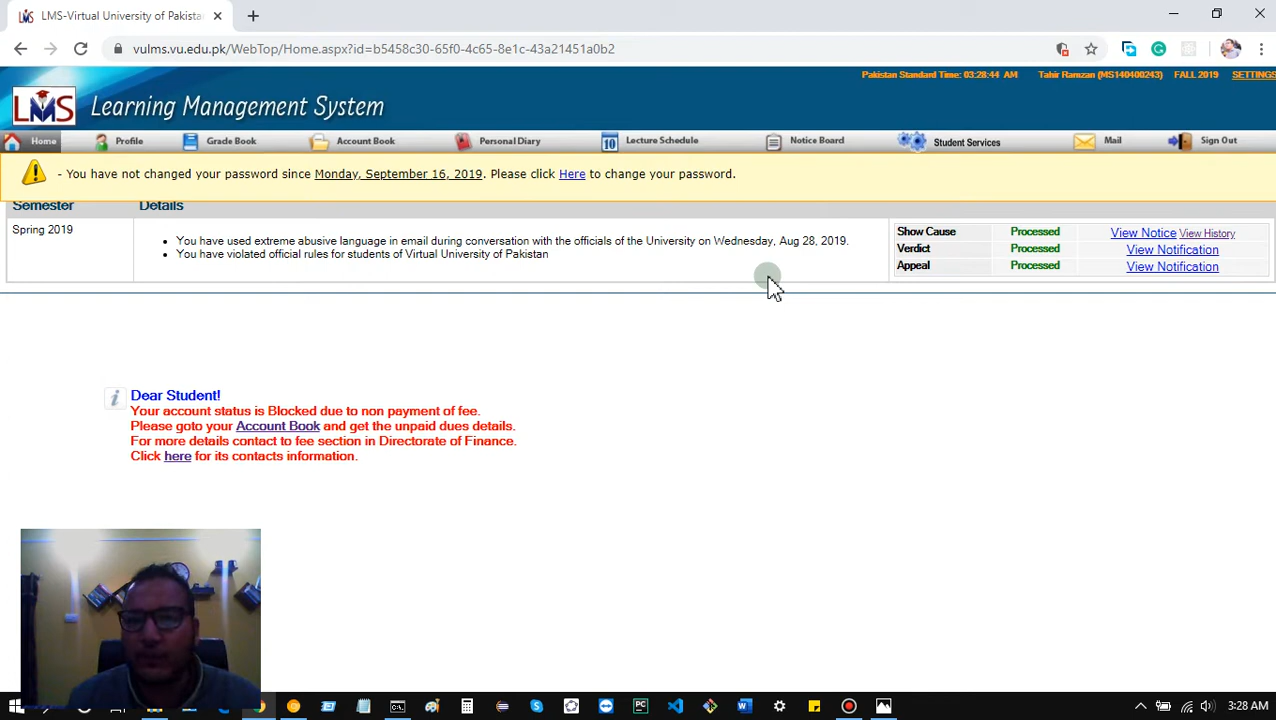 LMS-Virtual University of Pakista
vulms.vu.edu.pk/WebTop/Home.aspx?id=b5458c30-65f0-4c65-8e1c-43a21451a0b2
Pakistan Standard Time: 03:28:44 AM Tahir Ramzan (MS140400243) FALL 2019 SETTINGS
LMS Learning Management System
Home Profile Grade Book Account Book Personal Diary 10 Lecture Schedule Notice Board Student Services Mail Sign Out
- You have not changed your password since Monday, September 16, 2019. Please click Here to change your password.
Semester Details
Spring 2019
• You have used extreme abusive language in email during conversation with the officials of the University on Wednesday, Aug 28, 2019.
• You have violated official rules for students of Virtual University of Pakistan
Show Cause Processed View Notice View History
Verdict Processed View Notification
Appeal Processed View Notification
Dear Student!
Your account status is Blocked due to non payment of fee.
Please goto your Account Book and get the unpaid dues details.
For more details contact to fee section in Directorate of Finance.
Click here for its contacts information.
3:28 AM